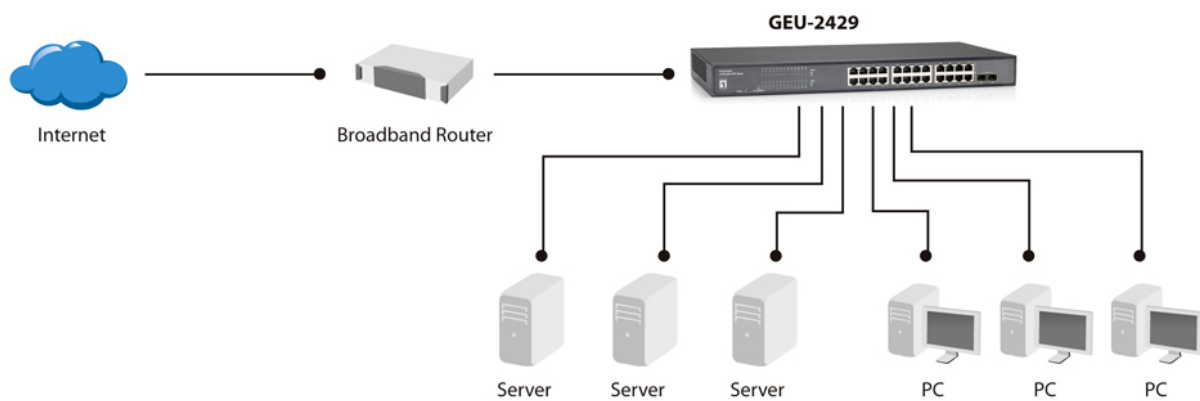 GEU-2429
Internet
Broadband Router
Server
Server
Server
PC
PC
PC